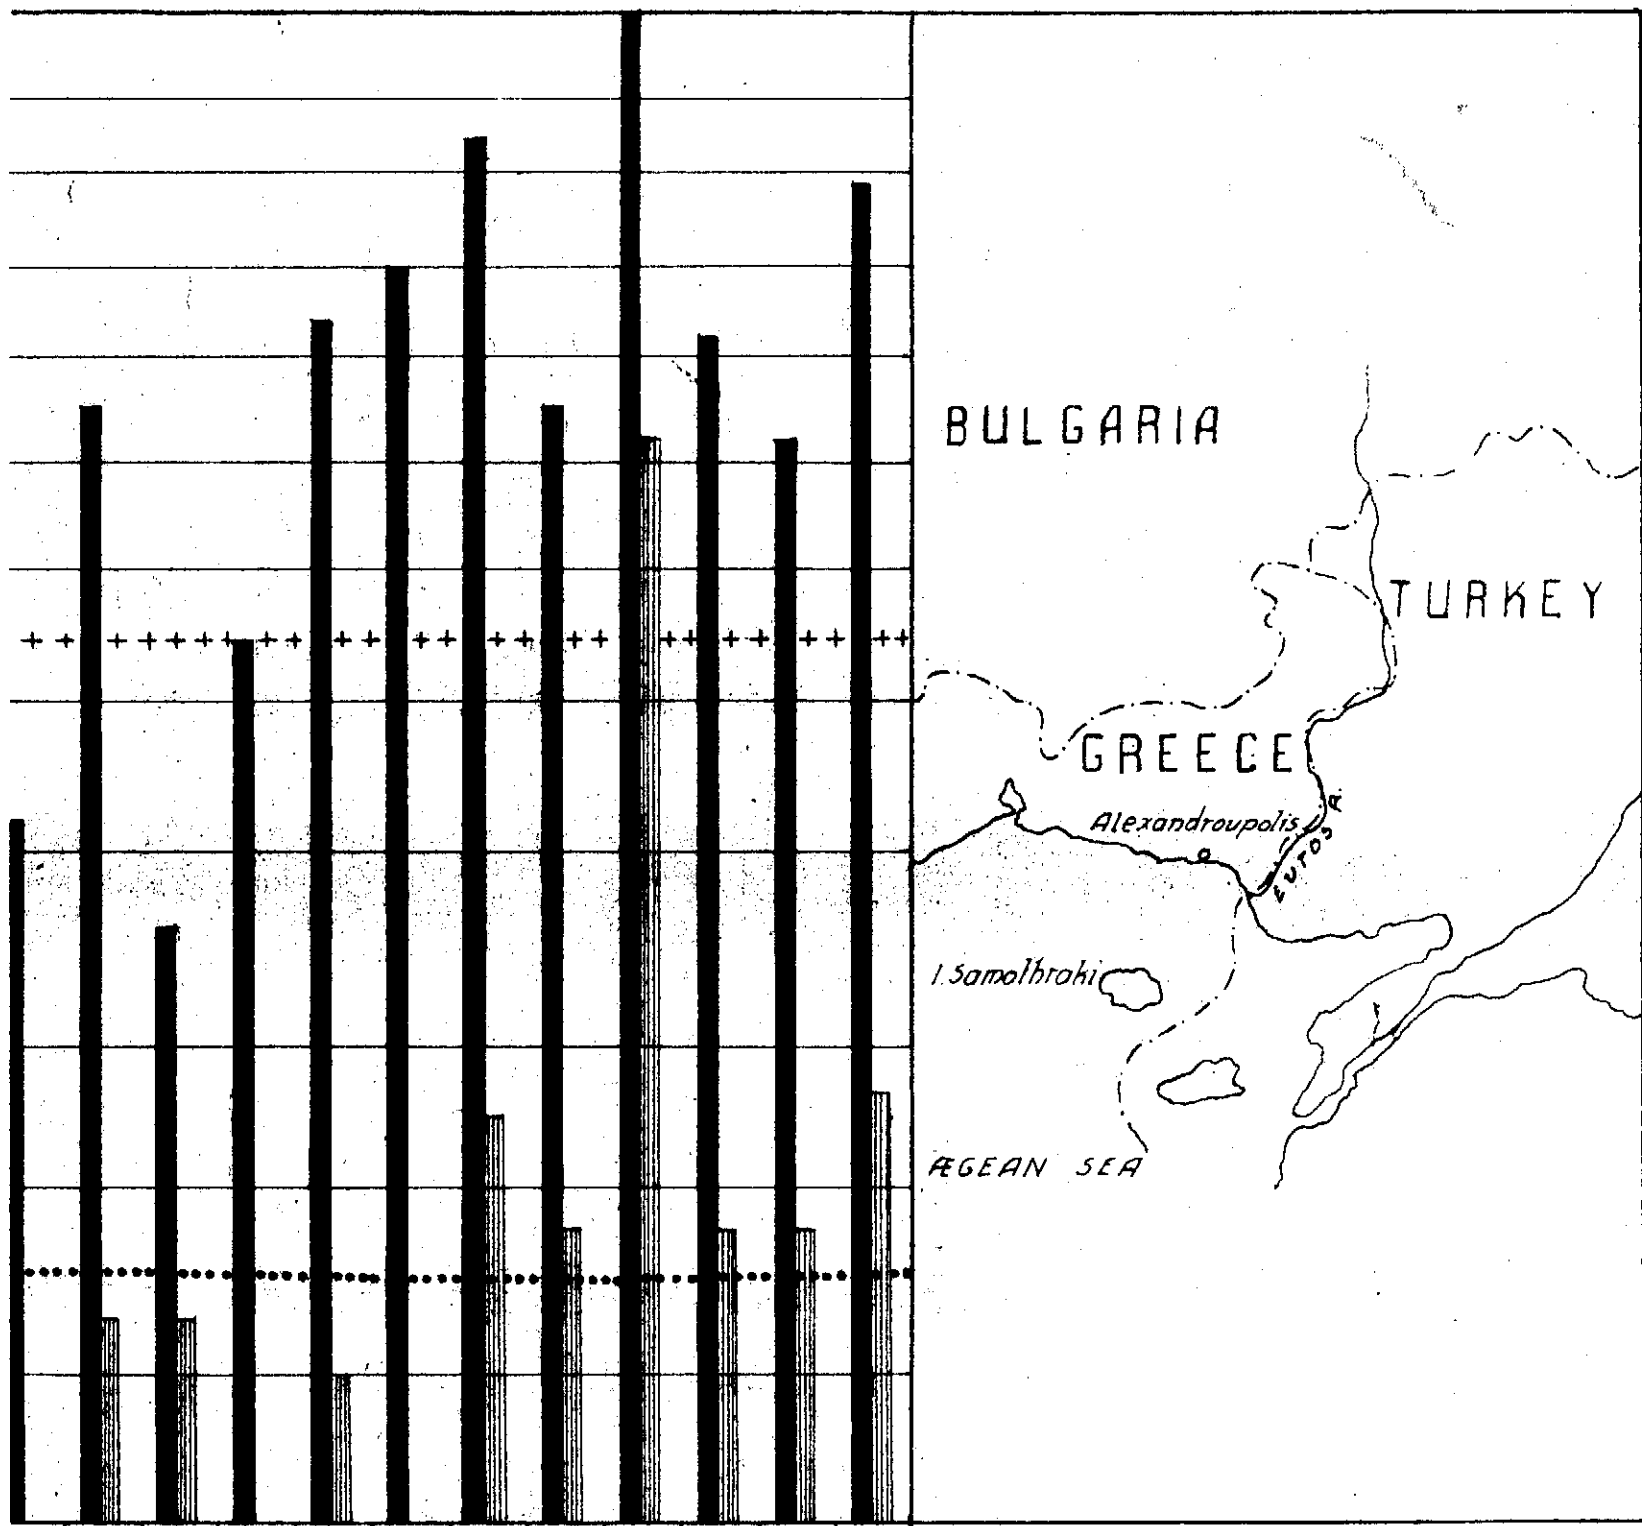 BULGARIA
TURKEY
GREECE
Alexandroupolis
EVROS R.
I. Samothraki
ÆGEAN SEA